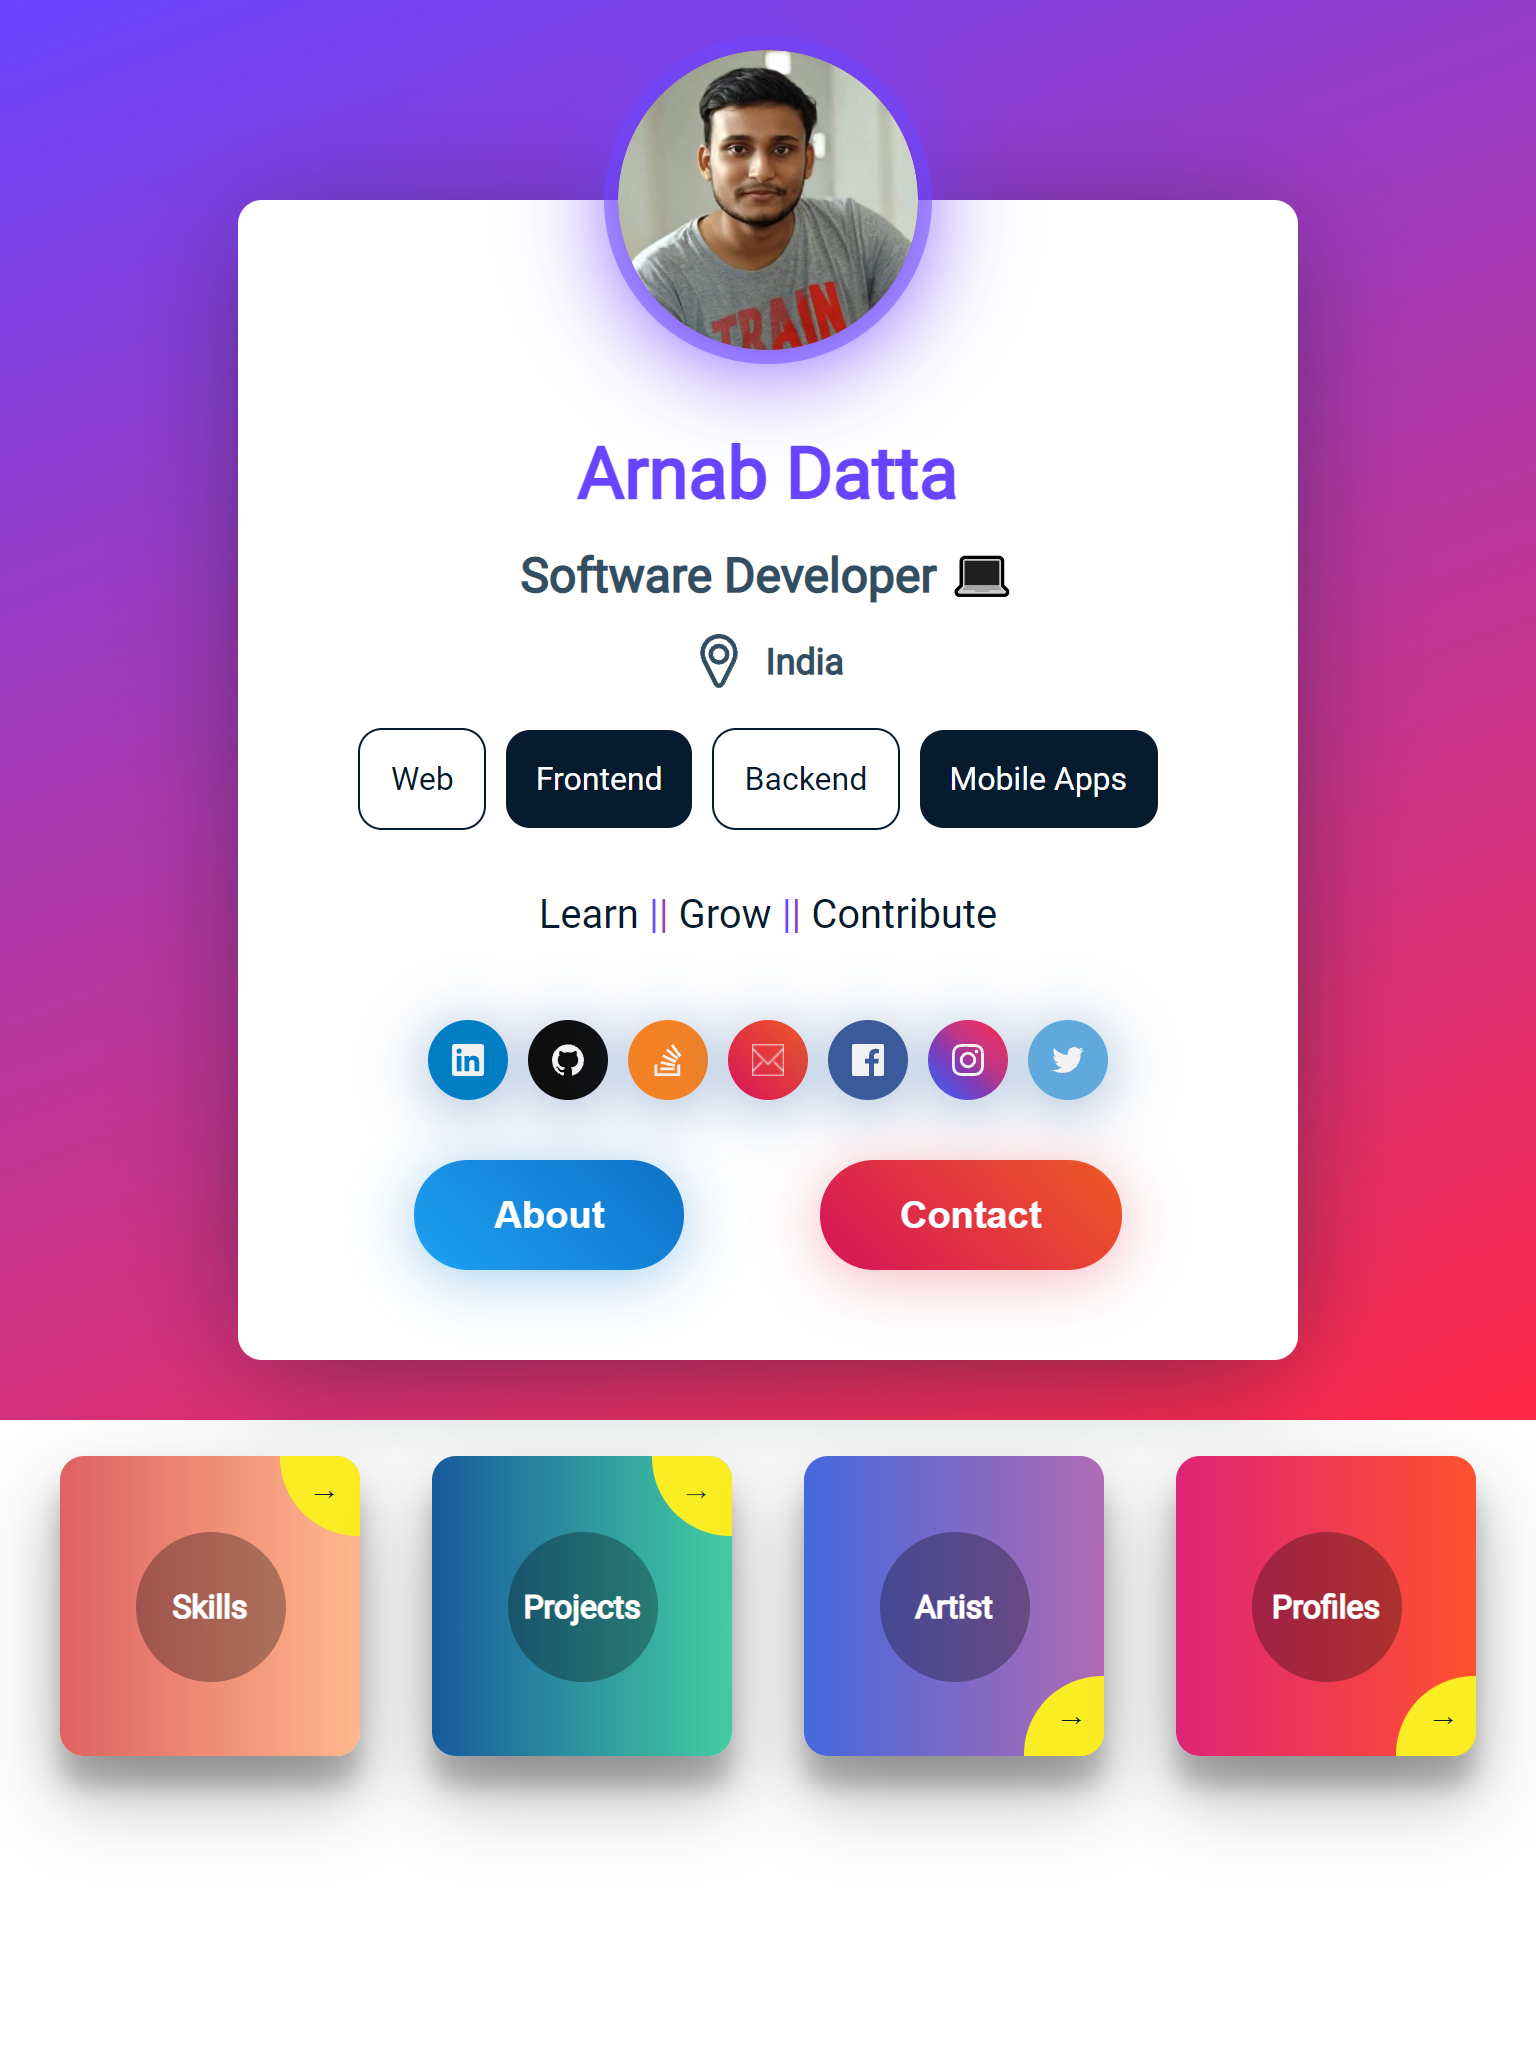 TRAIN
Arnab Datta
Software Developer 💻
India
Web Frontend Backend Mobile Apps
Learn || Grow || Contribute
in
About Contact
→ →
Skills Projects Artist Profiles
→ →